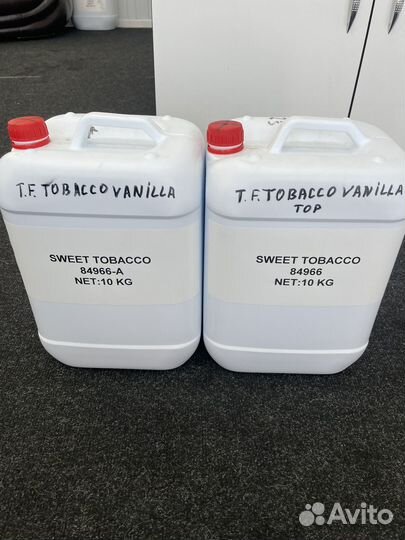 T.F. TOBACCO VANILLA
SWEET TOBACCO
84966-A
NET:10 KG
T.F. TOBACCO VANILLA
TOP
SWEET TOBACCO
84966
NET:10 KG
Avito